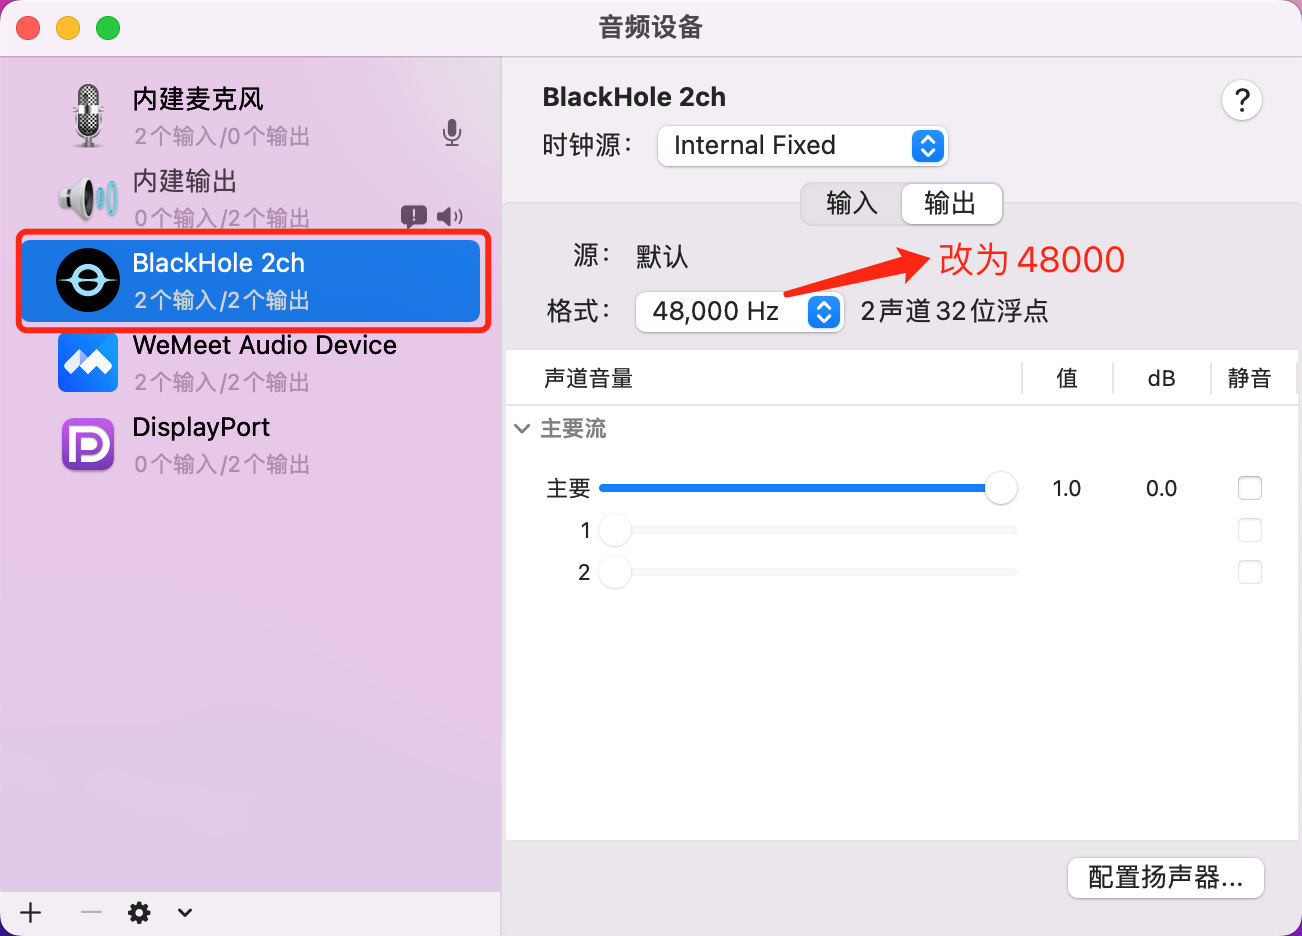 音频设备
内建麦克风
2个输入/0个输出
内建输出
0个输入/2个输出
BlackHole 2ch
2个输入/2个输出
WeMeet Audio Device
2个输入/2个输出
DisplayPort
0个输入/2个输出
BlackHole 2ch
?
时钟源： Internal Fixed
输入 输出
源： 默认
改为 48000
格式： 48,000 Hz 2声道 32位浮点
声道音量 值 dB 静音
主要流
主要 1.0 0.0
1
2
配置扬声器...